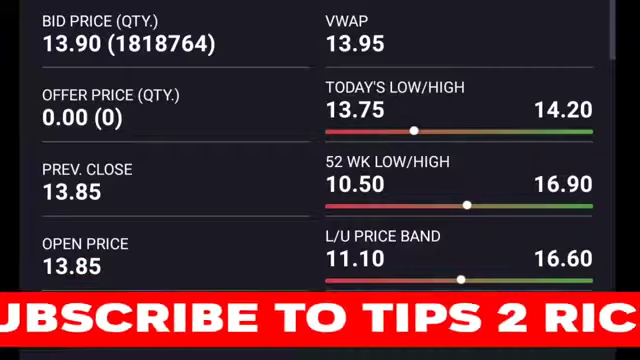 BID PRICE (QTY.)
13.90 (1818764)
VWAP
13.95
OFFER PRICE (QTY.)
0.00 (0)
TODAY'S LOW/HIGH
13.75 14.20
PREV. CLOSE
13.85
52 WK LOW/HIGH
10.50 16.90
OPEN PRICE
13.85
L/U PRICE BAND
11.10 16.60
UBSCRIBE TO TIPS 2 RIC